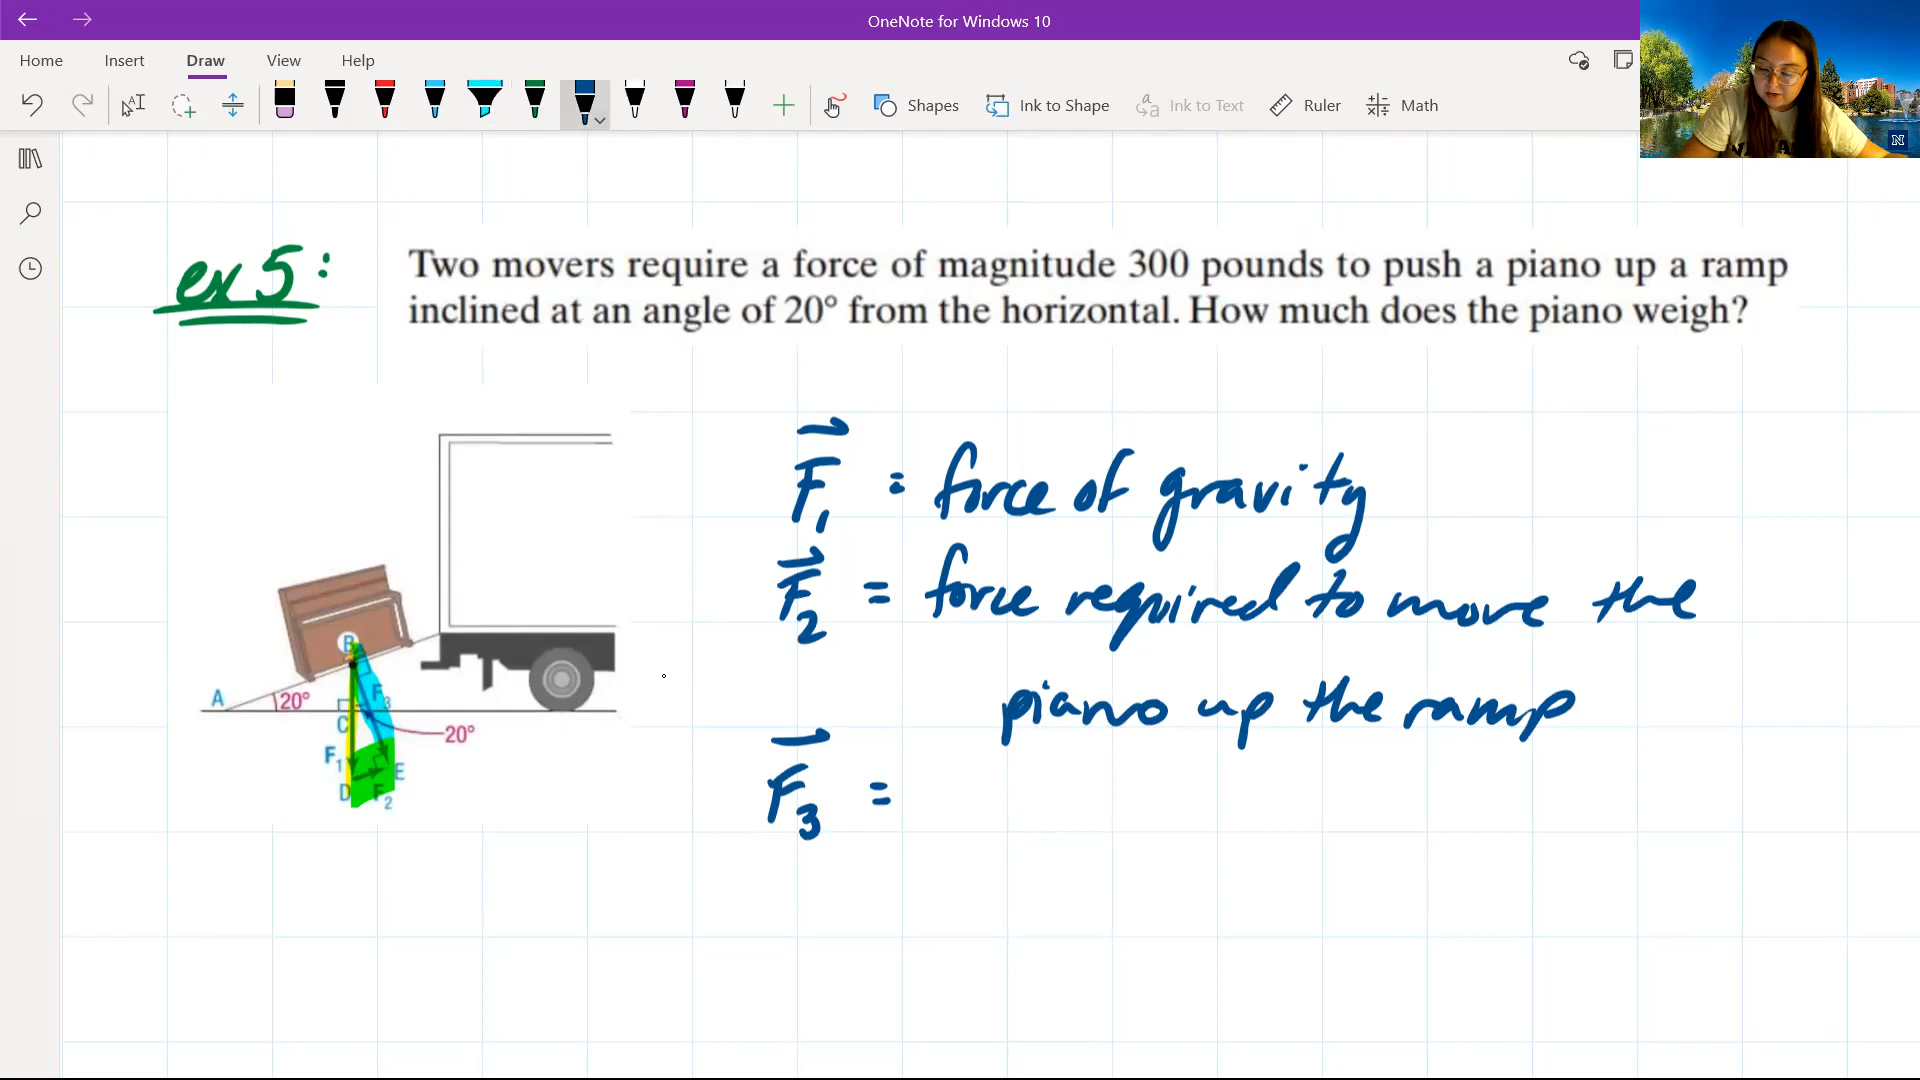 OneNote for Windows 10
Home Insert Draw View Help
Shapes Ink to Shape Ink to Text Ruler Math
N
ex 5:
Two movers require a force of magnitude 300 pounds to push a piano up a ramp
inclined at an angle of 20° from the horizontal. How much does the piano weigh?
F₁ = force of gravity
F₂ = force required to move the
piano up the ramp
F₃ =
B
A 20° F₃
C 20°
F₁ E
D F₂